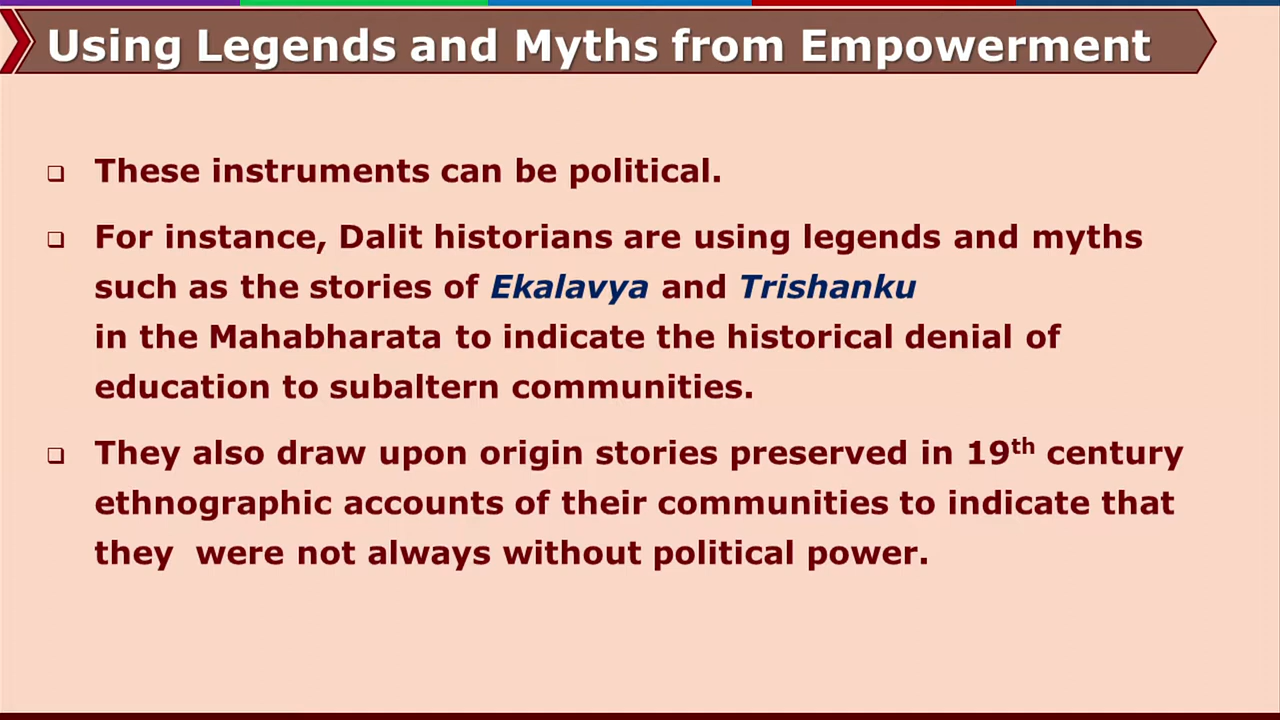 Using Legends and Myths from Empowerment
These instruments can be political.
For instance, Dalit historians are using legends and myths
such as the stories of Ekalavya and Trishanku
in the Mahabharata to indicate the historical denial of
education to subaltern communities.
They also draw upon origin stories preserved in 19th century
ethnographic accounts of their communities to indicate that
they were not always without political power.